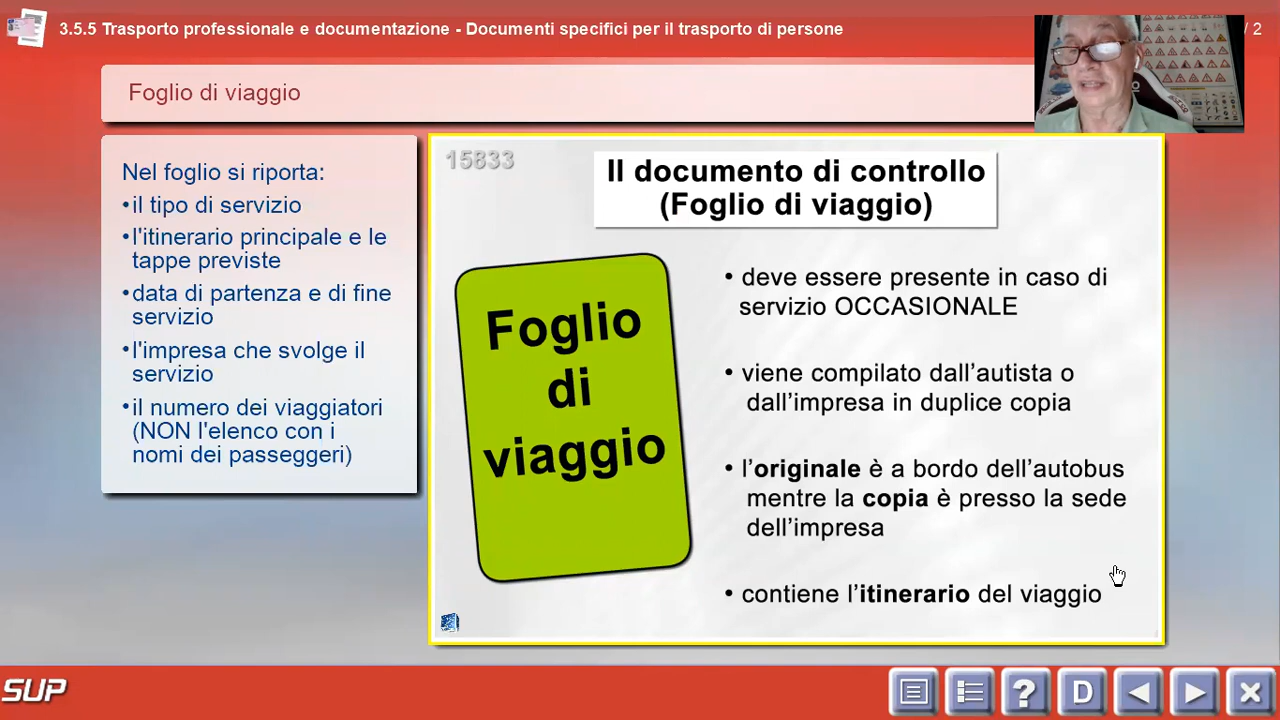 3.5.5 Trasporto professionale e documentazione - Documenti specifici per il trasporto di persone
/ 2
Foglio di viaggio
Nel foglio si riporta:
•il tipo di servizio
•l'itinerario principale e le
tappe previste
•data di partenza e di fine
servizio
•l'impresa che svolge il
servizio
•il numero dei viaggiatori
(NON l'elenco con i
nomi dei passeggeri)
15833
Il documento di controllo
(Foglio di viaggio)
Foglio
di
viaggio
• deve essere presente in caso di
servizio OCCASIONALE
• viene compilato dall’autista o
dall’impresa in duplice copia
• l’originale è a bordo dell’autobus
mentre la copia è presso la sede
dell’impresa
• contiene l’itinerario del viaggio
SUP
?
D